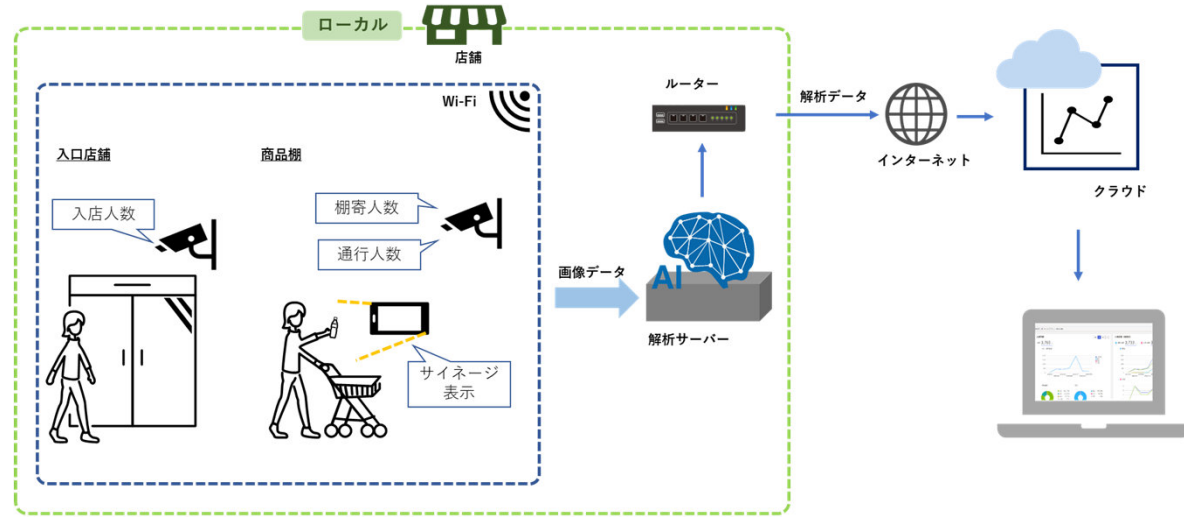 ローカル
店舗
Wi-Fi
入口店舗
商品棚
入店人数
棚寄人数
通行人数
サイネージ
表示
画像データ
AI
解析サーバー
ルーター
解析データ
インターネット
クラウド